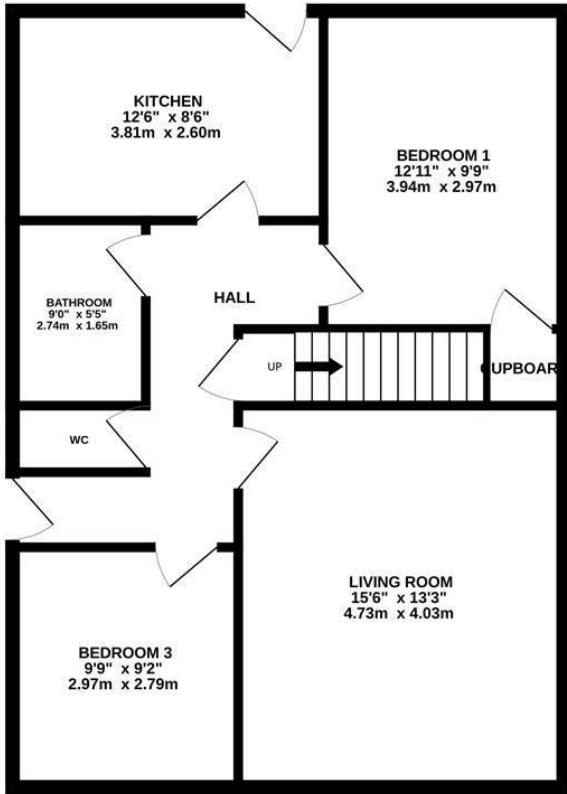 KITCHEN
12'6" x 8'6"
3.81m x 2.60m
BEDROOM 1
12'11" x 9'9"
3.94m x 2.97m
BATHROOM
9'0" x 5'5"
2.74m x 1.65m
HALL
UP
CUPBOAR
WC
LIVING ROOM
15'6" x 13'3"
4.73m x 4.03m
BEDROOM 3
9'9" x 9'2"
2.97m x 2.79m